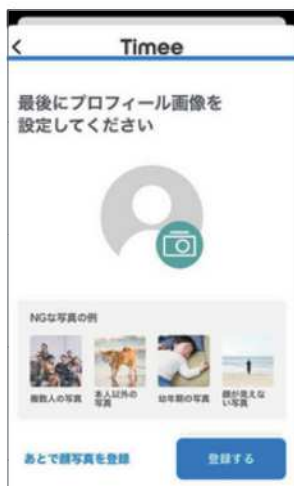 Timee
最後にプロフィール画像を
設定してください
NGな写真の例
複数人の写真
本人以外の
写真
幼年期の写真
顔が見えな
い写真
あとで顔写真を登録
登録する